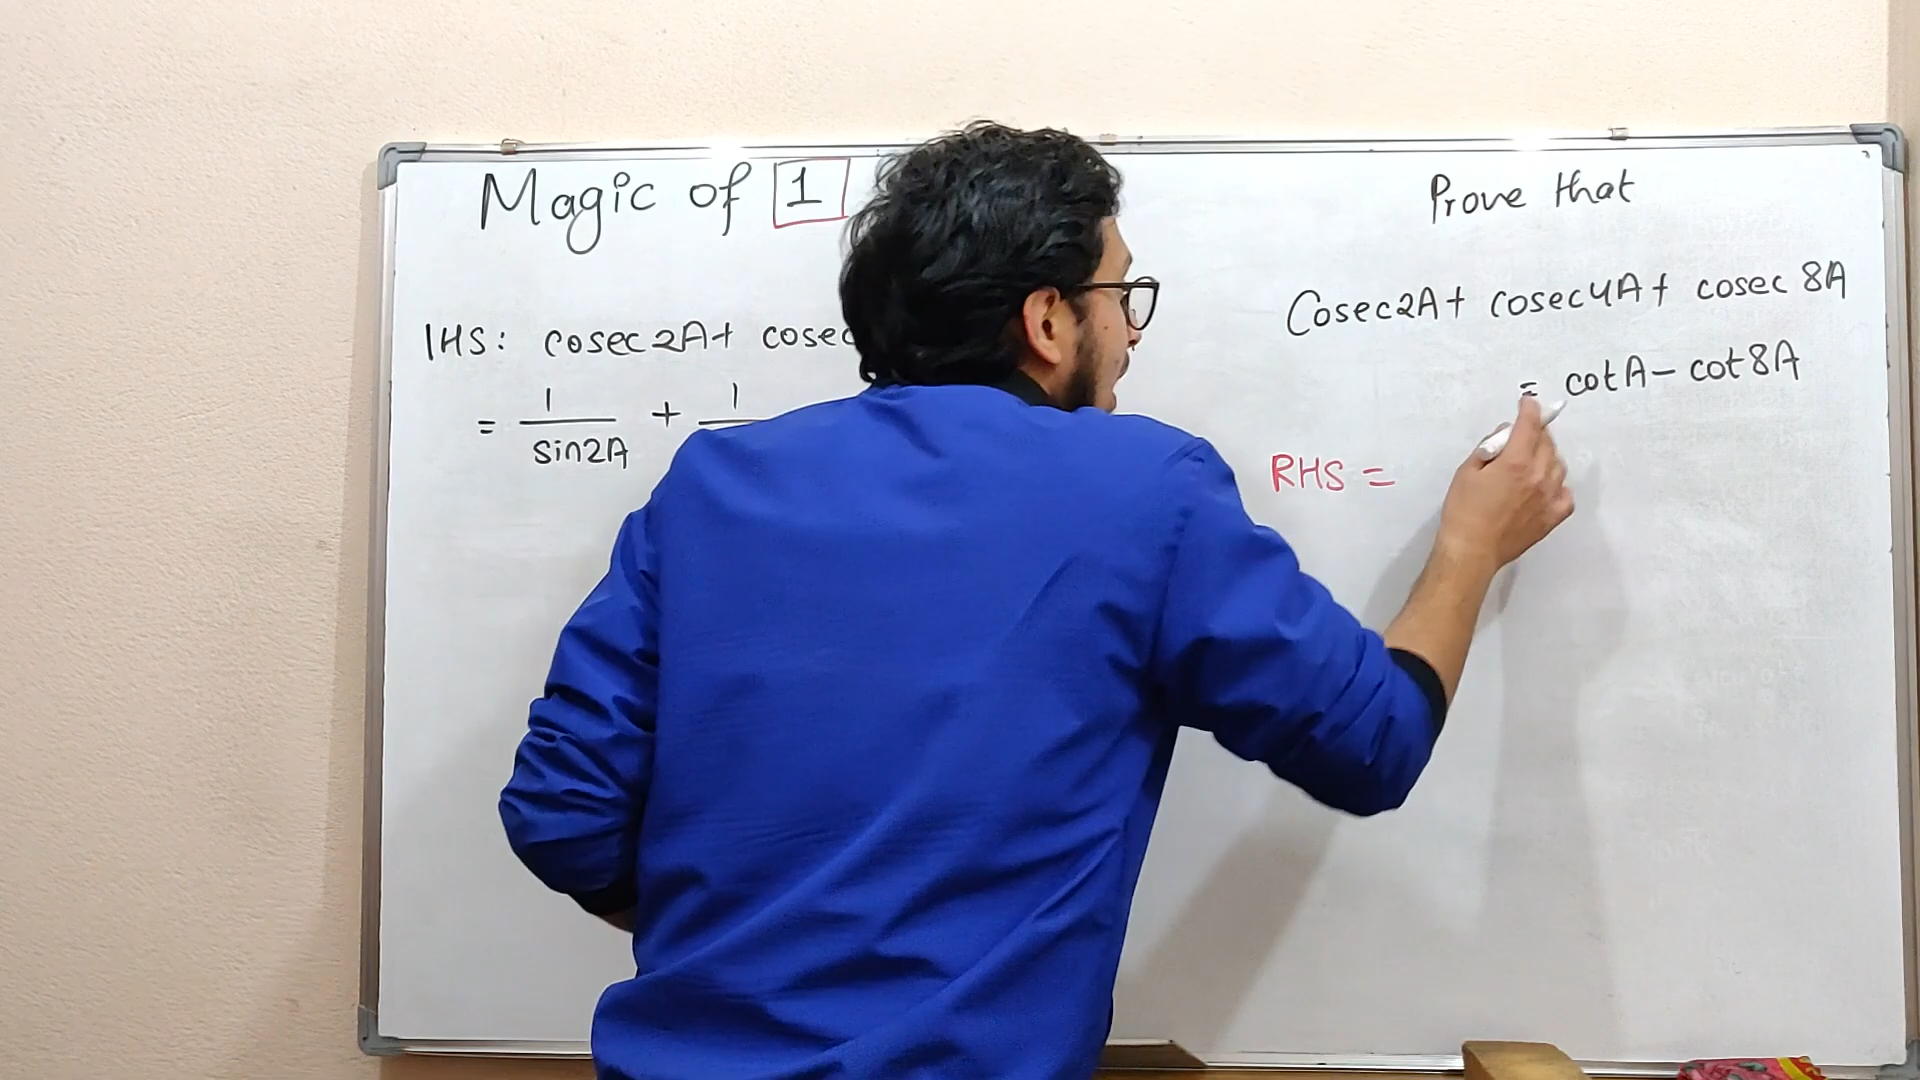 Magic of 1
LHS: cosec2A+ cosec
= 1/sin2A + 1
Prove that
Cosec2A+ cosec4A+ cosec 8A
= cotA- cot8A
RHS =